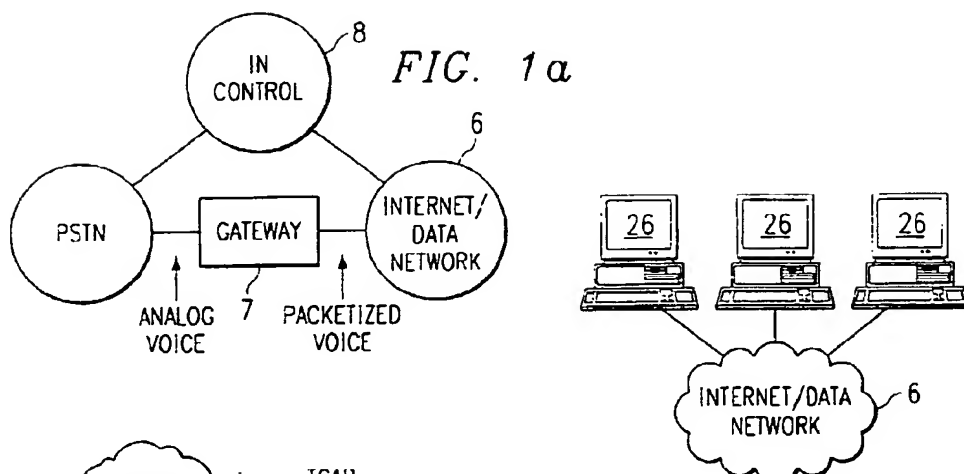 8
FIG. 1a
IN
CONTROL
6
PSTN
GATEWAY
INTERNET/
DATA
NETWORK
7
ANALOG
VOICE
PACKETIZED
VOICE
26
26
26
INTERNET/DATA
NETWORK
6